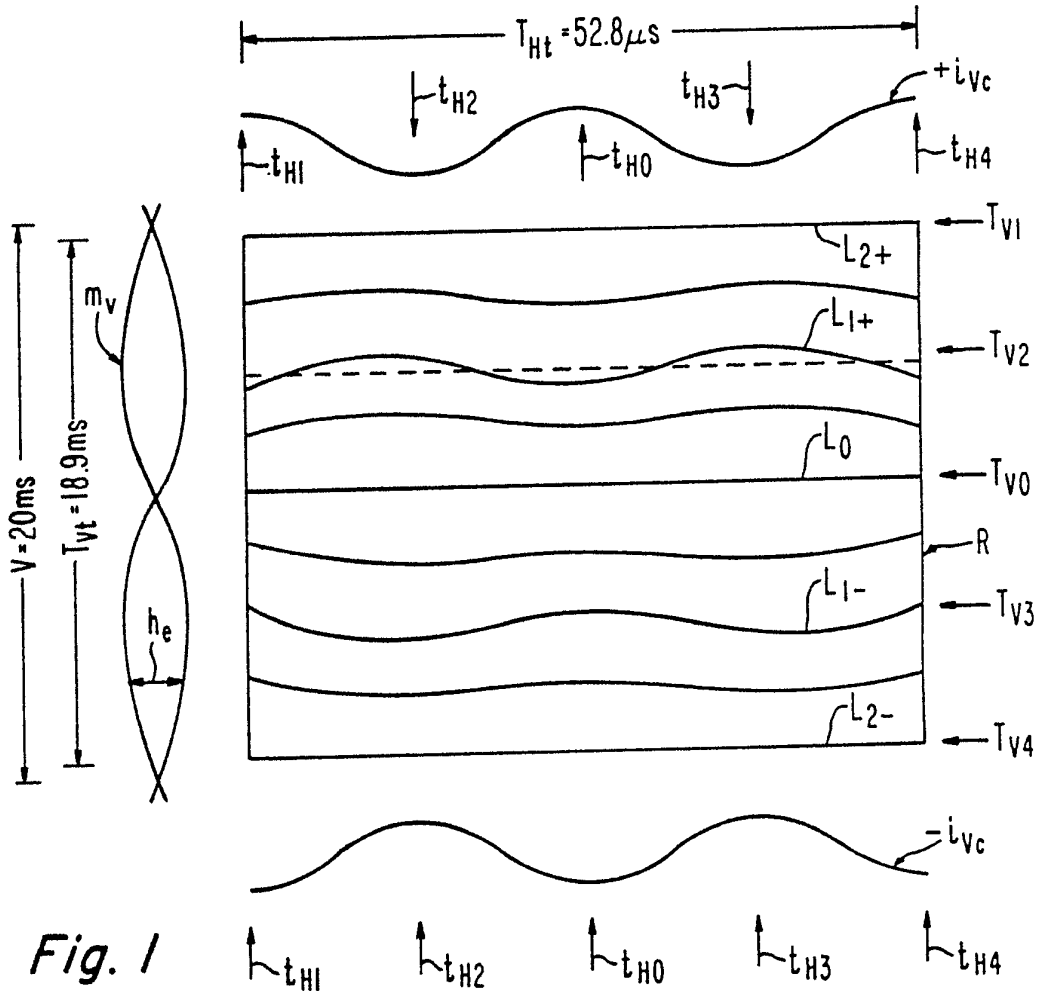 T_Ht = 52.8μs
t_H2
t_H3
+i_Vc
t_H1
t_H0
t_H4
T_V1
L_2+
m_v
L_1+
T_V2
L_0
T_V0
V = 20ms
T_Vt = 18.9ms
R
L_1-
T_V3
h_e
L_2-
T_V4
-i_Vc
Fig. 1
t_H1
t_H2
t_H0
t_H3
t_H4